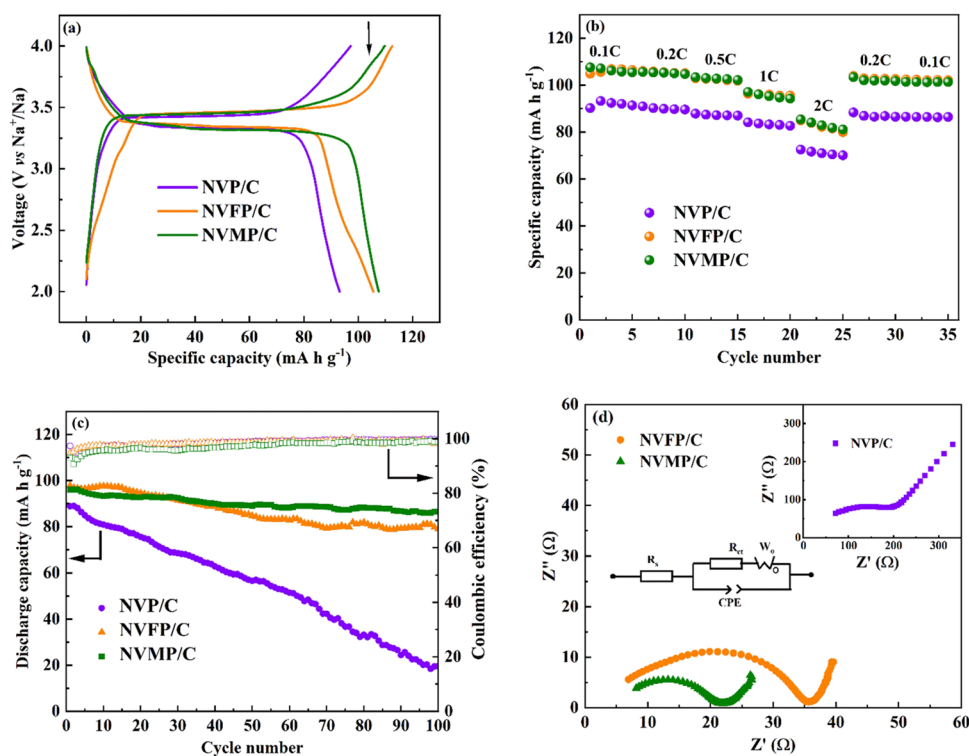 (a)
4.0
3.5
3.0
2.5
2.0
Voltage (V vs Na⁺/Na)
NVP/C
NVFP/C
NVMP/C
0 20 40 60 80 100 120
Specific capacity (mA h g⁻¹)
(b)
120
100
80
60
40
20
0
Specific capacity (mA h g⁻¹)
0.1C 0.2C 0.5C 1C 2C 0.2C 0.1C
NVP/C
NVFP/C
NVMP/C
0 5 10 15 20 25 30 35
Cycle number
(c)
120
100
80
60
40
20
0
Discharge capacity (mA h g⁻¹)
NVP/C
NVFP/C
NVMP/C
100
80
60
40
20
0
Coulombic efficiency (%)
0 10 20 30 40 50 60 70 80 90 100
Cycle number
(d)
60
50
40
30
20
10
0
Z'' (Ω)
NVFP/C
NVMP/C
300
200
100
0
Z'' (Ω)
NVP/C
0 100 200 300
Z' (Ω)
Rs
Rct
Wo
CPE
0 10 20 30 40 50 60
Z' (Ω)